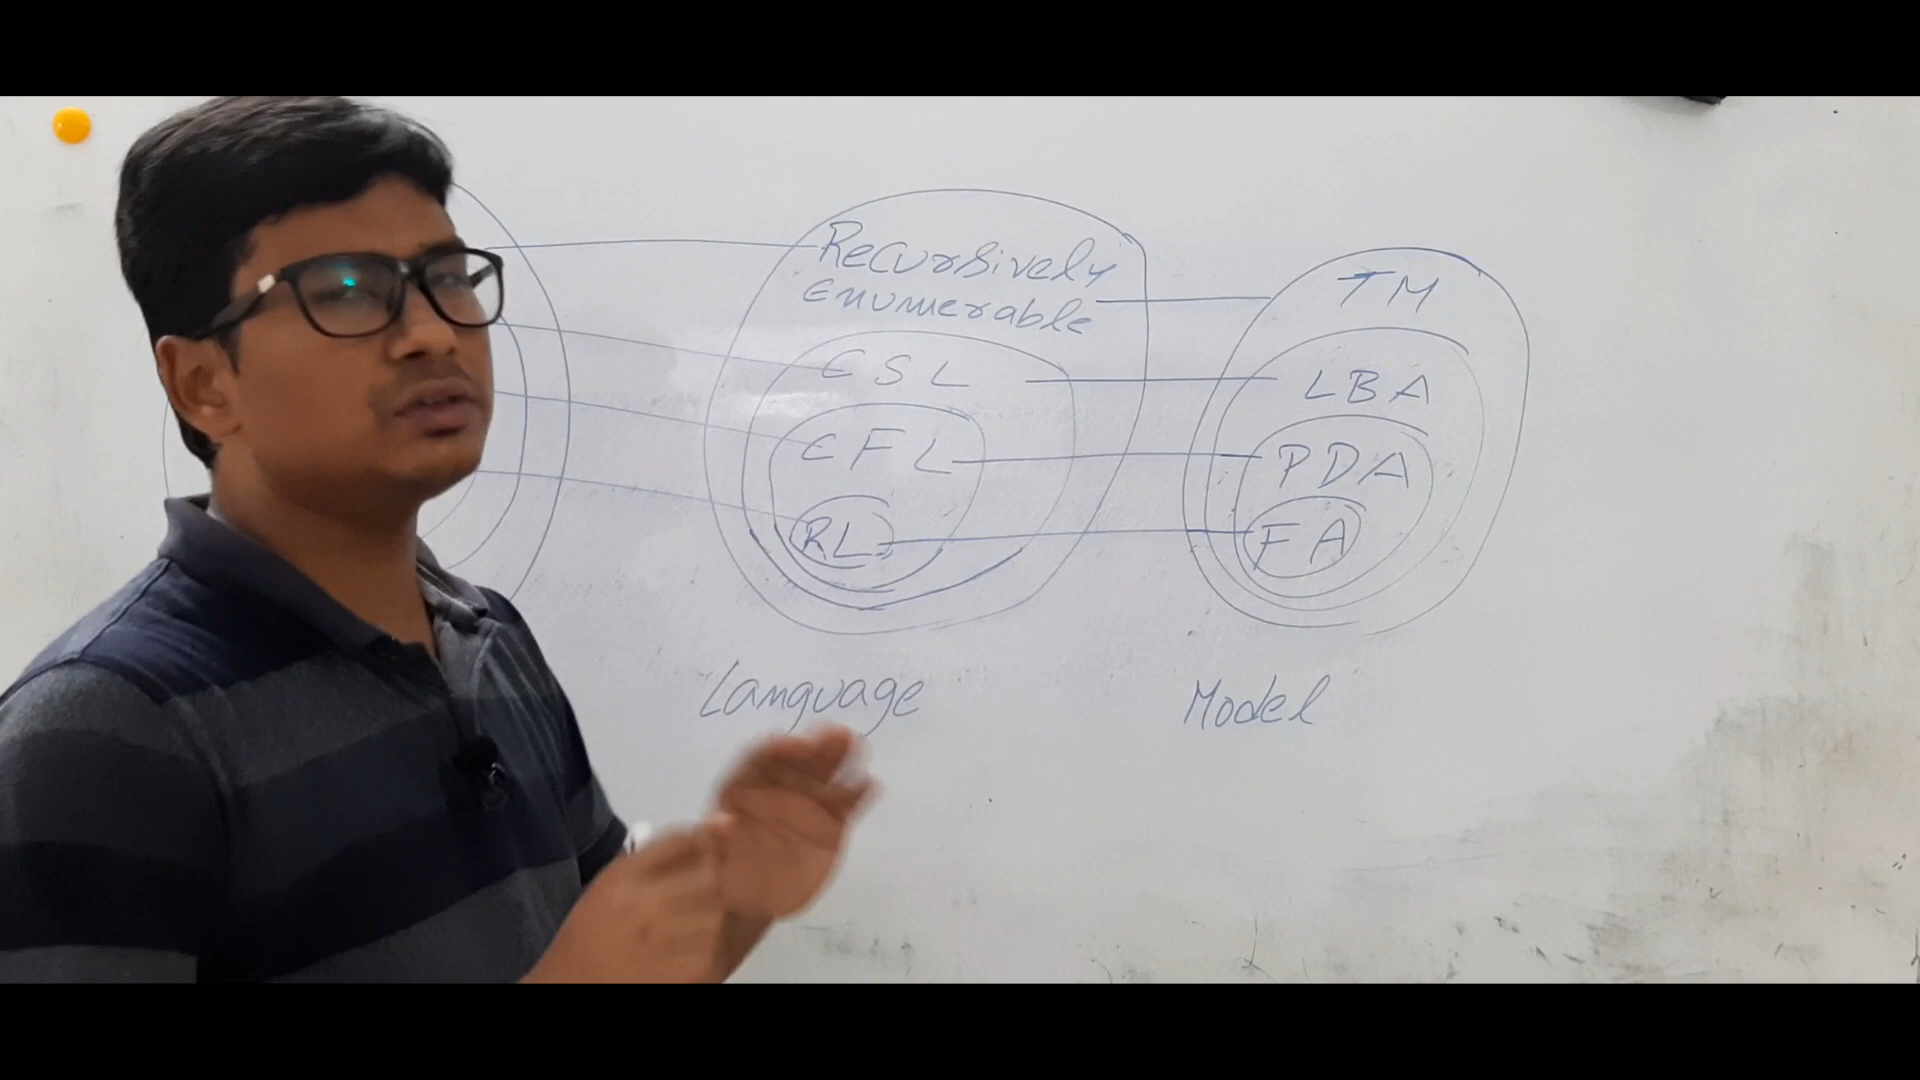 Recursively
enumerable
CSL
CFL
RL
Language
TM
LBA
PDA
FA
Model